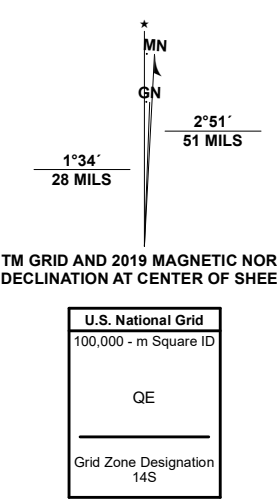 MN
GN
2°51´
51 MILS
1°34´
28 MILS
TM GRID AND 2019 MAGNETIC NOR
DECLINATION AT CENTER OF SHEE
U.S. National Grid
100,000 - m Square ID
QE
Grid Zone Designation
14S